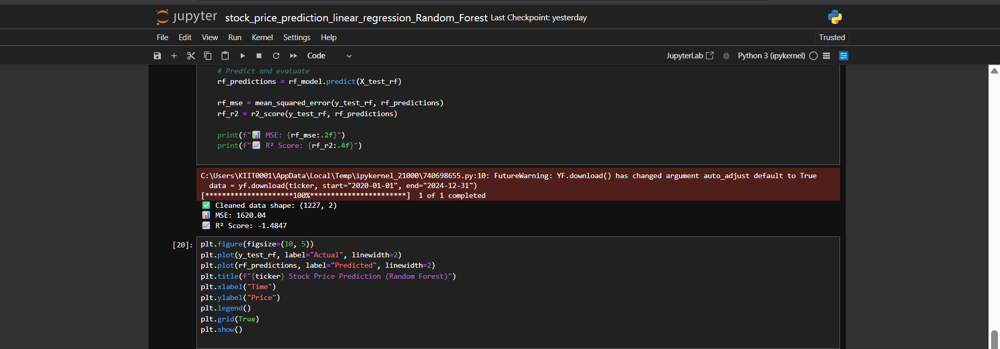 jupyter stock_price_prediction_linear_regression_Random_Forest Last Checkpoint: yesterday
File Edit View Run Kernel Settings Help Trusted
Code JupyterLab Python 3 (ipykernel)
# Predict and evaluate
rf_predictions = rf_model.predict(X_test_rf)
rf_mse = mean_squared_error(y_test_rf, rf_predictions)
rf_r2 = r2_score(y_test_rf, rf_predictions)
print(f"📊 MSE: {rf_mse:.2f}")
print(f"📈 R² Score: {rf_r2:.4f}")
C:\Users\KIIT0001\AppData\Local\Temp\ipykernel_21000\740698655.py:10: FutureWarning: YF.download() has changed argument auto_adjust default to True
data = yf.download(ticker, start="2020-01-01", end="2024-12-31")
[*********************100%***********************]  1 of 1 completed
✅ Cleaned data shape: (1227, 2)
📊 MSE: 1620.04
📈 R² Score: -1.4847
[20]: plt.figure(figsize=(10, 5))
plt.plot(y_test_rf, label="Actual", linewidth=2)
plt.plot(rf_predictions, label="Predicted", linewidth=2)
plt.title(f"{ticker} Stock Price Prediction (Random Forest)")
plt.xlabel("Time")
plt.ylabel("Price")
plt.legend()
plt.grid(True)
plt.show()